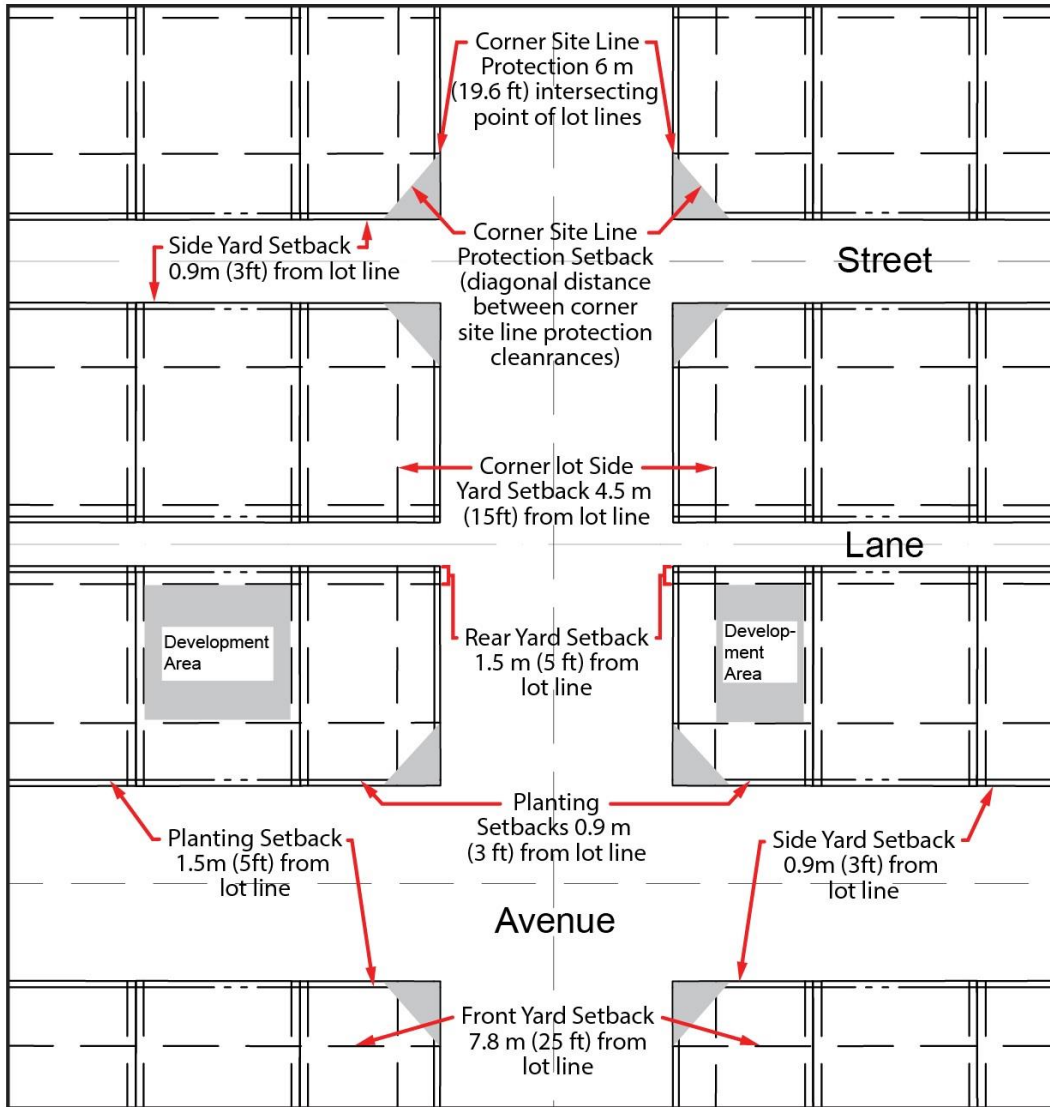 Corner Site Line
Protection 6 m
(19.6 ft) intersecting
point of lot lines
Side Yard Setback
0.9m (3ft) from lot line
Corner Site Line
Protection Setback
(diagonal distance
between corner
site line protection
cleanrances)
Street
Corner lot Side
Yard Setback 4.5 m
(15ft) from lot line
Lane
Development
Area
Rear Yard Setback
1.5 m (5 ft) from
lot line
Develop-
ment
Area
Planting Setback
1.5m (5ft) from
lot line
Planting
Setbacks 0.9 m
(3 ft) from lot line
Side Yard Setback
0.9m (3ft) from
lot line
Avenue
Front Yard Setback
7.8 m (25 ft) from
lot line